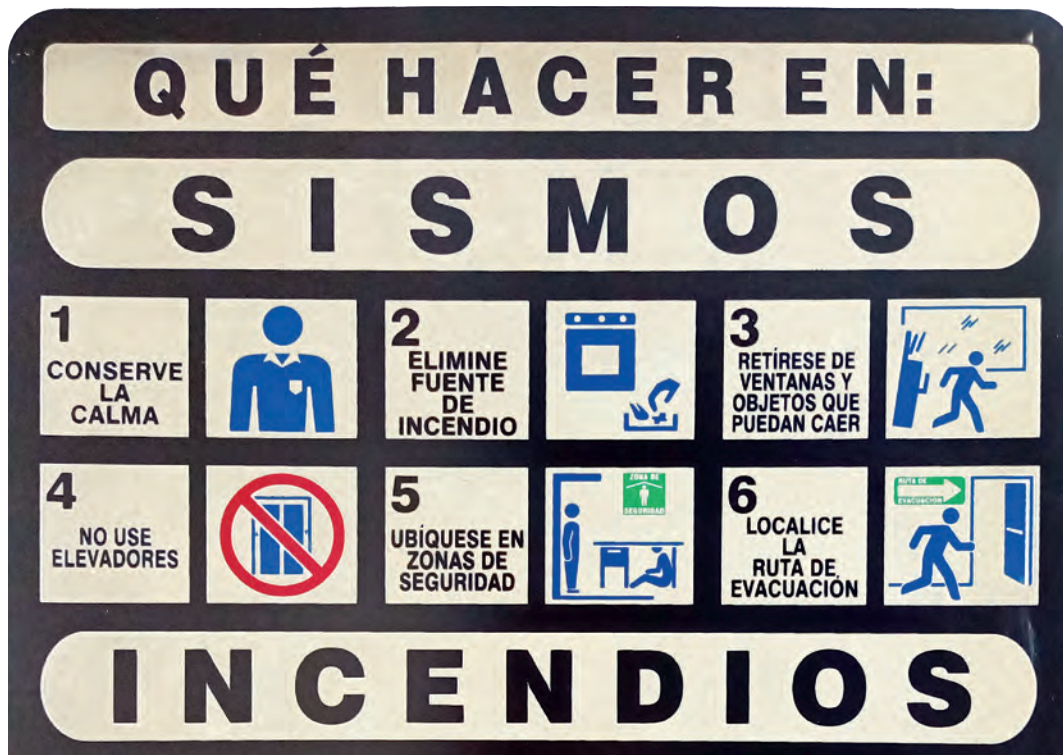 QUÉ HACER EN:
SISMOS
1
CONSERVE
LA
CALMA
2
ELIMINE
FUENTE
DE
INCENDIO
3
RETÍRESE DE
VENTANAS Y
OBJETOS QUE
PUEDAN CAER
4
NO USE
ELEVADORES
5
UBÍQUESE EN
ZONAS DE
SEGURIDAD
ZONA DE
SEGURIDAD
6
LOCALICE
LA
RUTA DE
EVACUACIÓN
RUTA DE
EVACUACIÓN
INCENDIOS